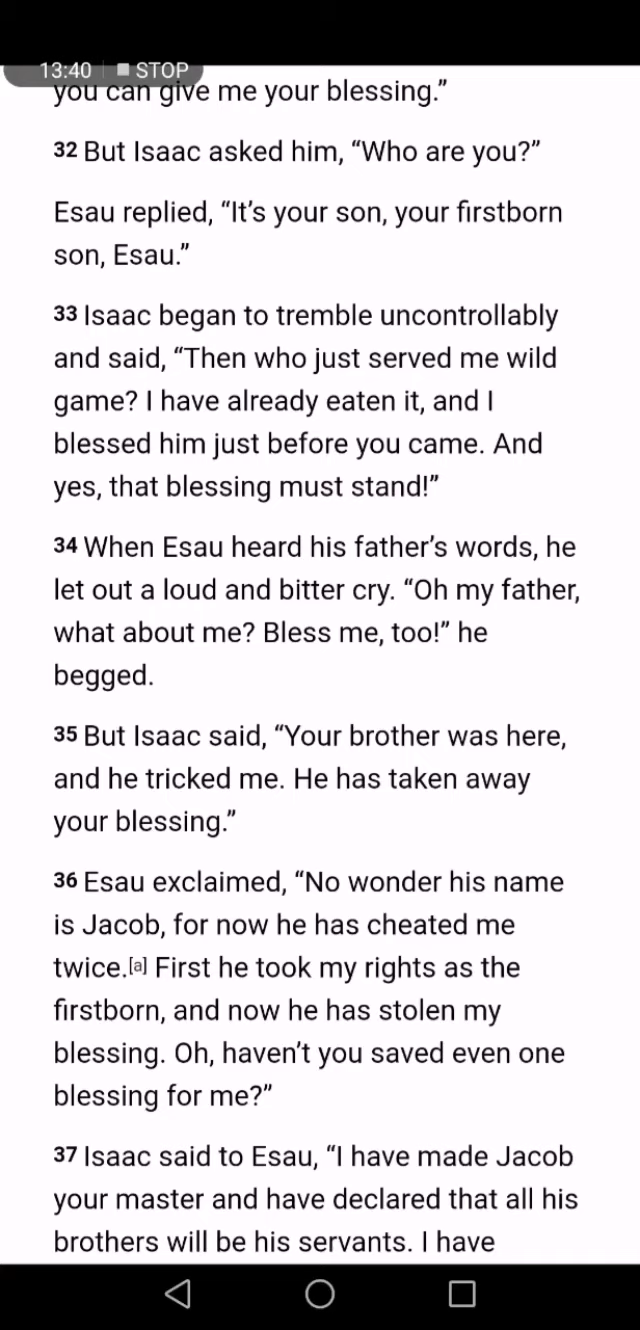 13:40 STOP
you can give me your blessing.”
32 But Isaac asked him, “Who are you?”
Esau replied, “It’s your son, your firstborn
son, Esau.”
33 Isaac began to tremble uncontrollably
and said, “Then who just served me wild
game? I have already eaten it, and I
blessed him just before you came. And
yes, that blessing must stand!”
34 When Esau heard his father’s words, he
let out a loud and bitter cry. “Oh my father,
what about me? Bless me, too!” he
begged.
35 But Isaac said, “Your brother was here,
and he tricked me. He has taken away
your blessing.”
36 Esau exclaimed, “No wonder his name
is Jacob, for now he has cheated me
twice.[a] First he took my rights as the
firstborn, and now he has stolen my
blessing. Oh, haven’t you saved even one
blessing for me?”
37 Isaac said to Esau, “I have made Jacob
your master and have declared that all his
brothers will be his servants. I have